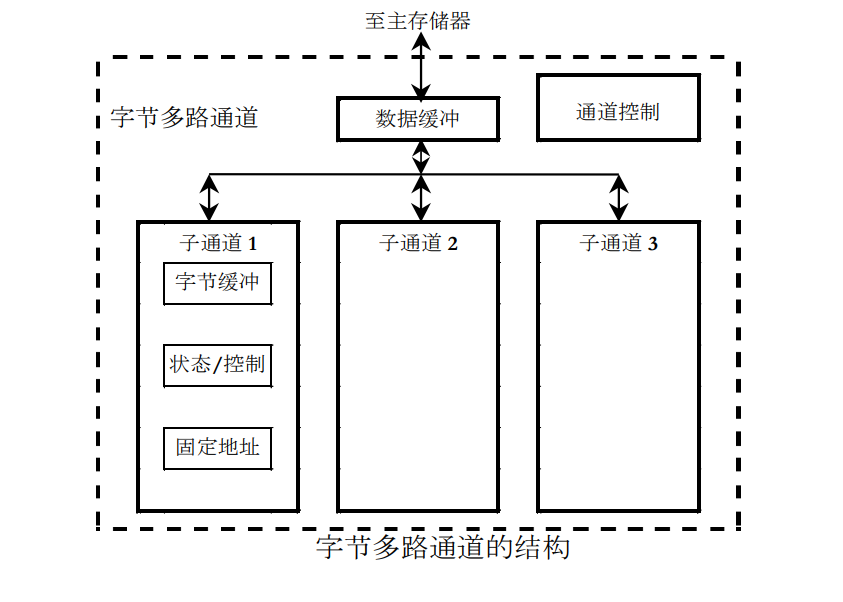 至主存储器
字节多路通道
数据缓冲
通道控制
子通道 1
子通道 2
子通道 3
字节缓冲
状态/控制
固定地址
字节多路通道的结构